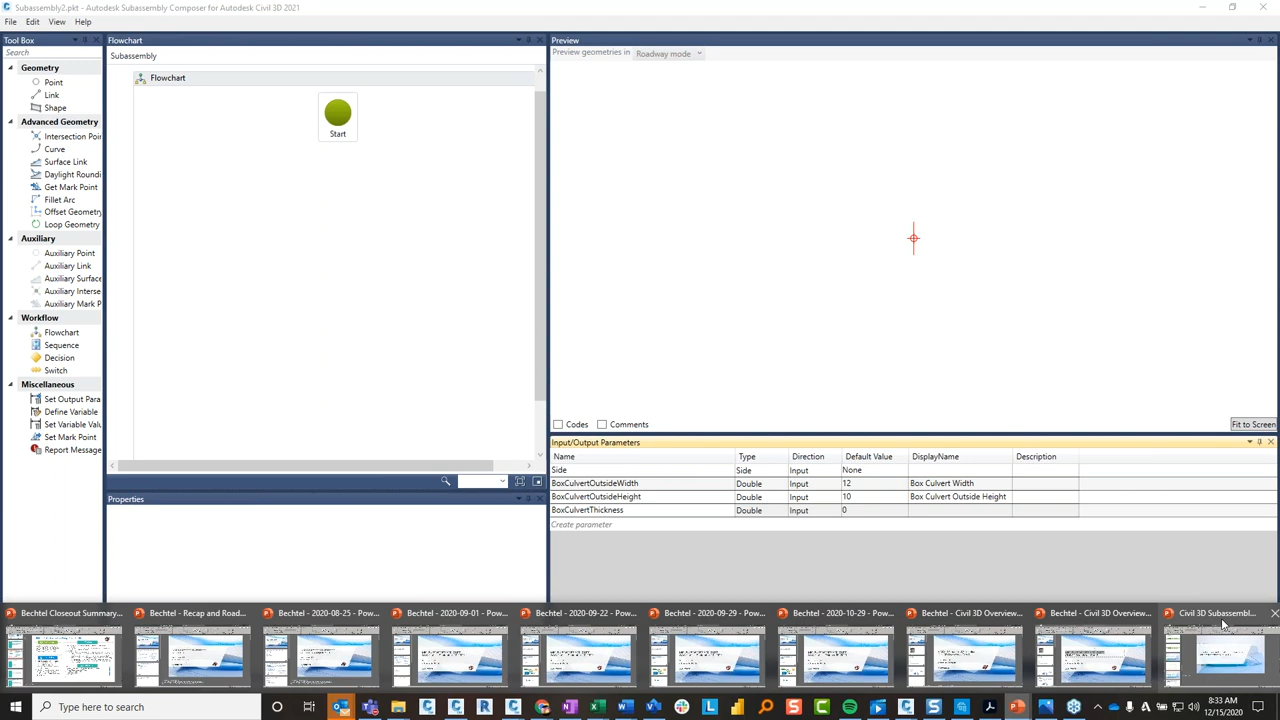 Subassembly2.pkt - Autodesk Subassembly Composer for Autodesk Civil 3D 2021
File Edit View Help
Tool Box
Search
Geometry
Point
Link
Shape
Advanced Geometry
Intersection Poin
Curve
Surface Link
Daylight Roundi
Get Mark Point
Fillet Arc
Offset Geometry
Loop Geometry
Auxiliary
Auxiliary Point
Auxiliary Link
Auxiliary Surface
Auxiliary Interse
Auxiliary Mark P
Workflow
Flowchart
Sequence
Decision
Switch
Miscellaneous
Set Output Para
Define Variable
Set Variable Valu
Set Mark Point
Report Message
Flowchart
Subassembly
Flowchart
Start
Properties
Preview
Preview geometries in Roadway mode
Codes Comments Fit to Screen
Input/Output Parameters
Name Type Direction Default Value DisplayName Description
Side Side Input None
BoxCulvertOutsideWidth Double Input 12 Box Culvert Width
BoxCulvertOutsideHeight Double Input 10 Box Culvert Outside Height
BoxCulvertThickness Double Input 0
Create parameter
Bechtel Closeout Summary... Bechtel - Recap and Road... Bechtel - 2020-08-25 - Pow... Bechtel - 2020-09-01 - Pow... Bechtel - 2020-09-22 - Pow... Bechtel - 2020-09-29 - Pow... Bechtel - 2020-10-29 - Pow... Bechtel - Civil 3D Overview... Bechtel - Civil 3D Overview... Civil 3D Subassembl...
Type here to search
8:33 AM
12/15/2020